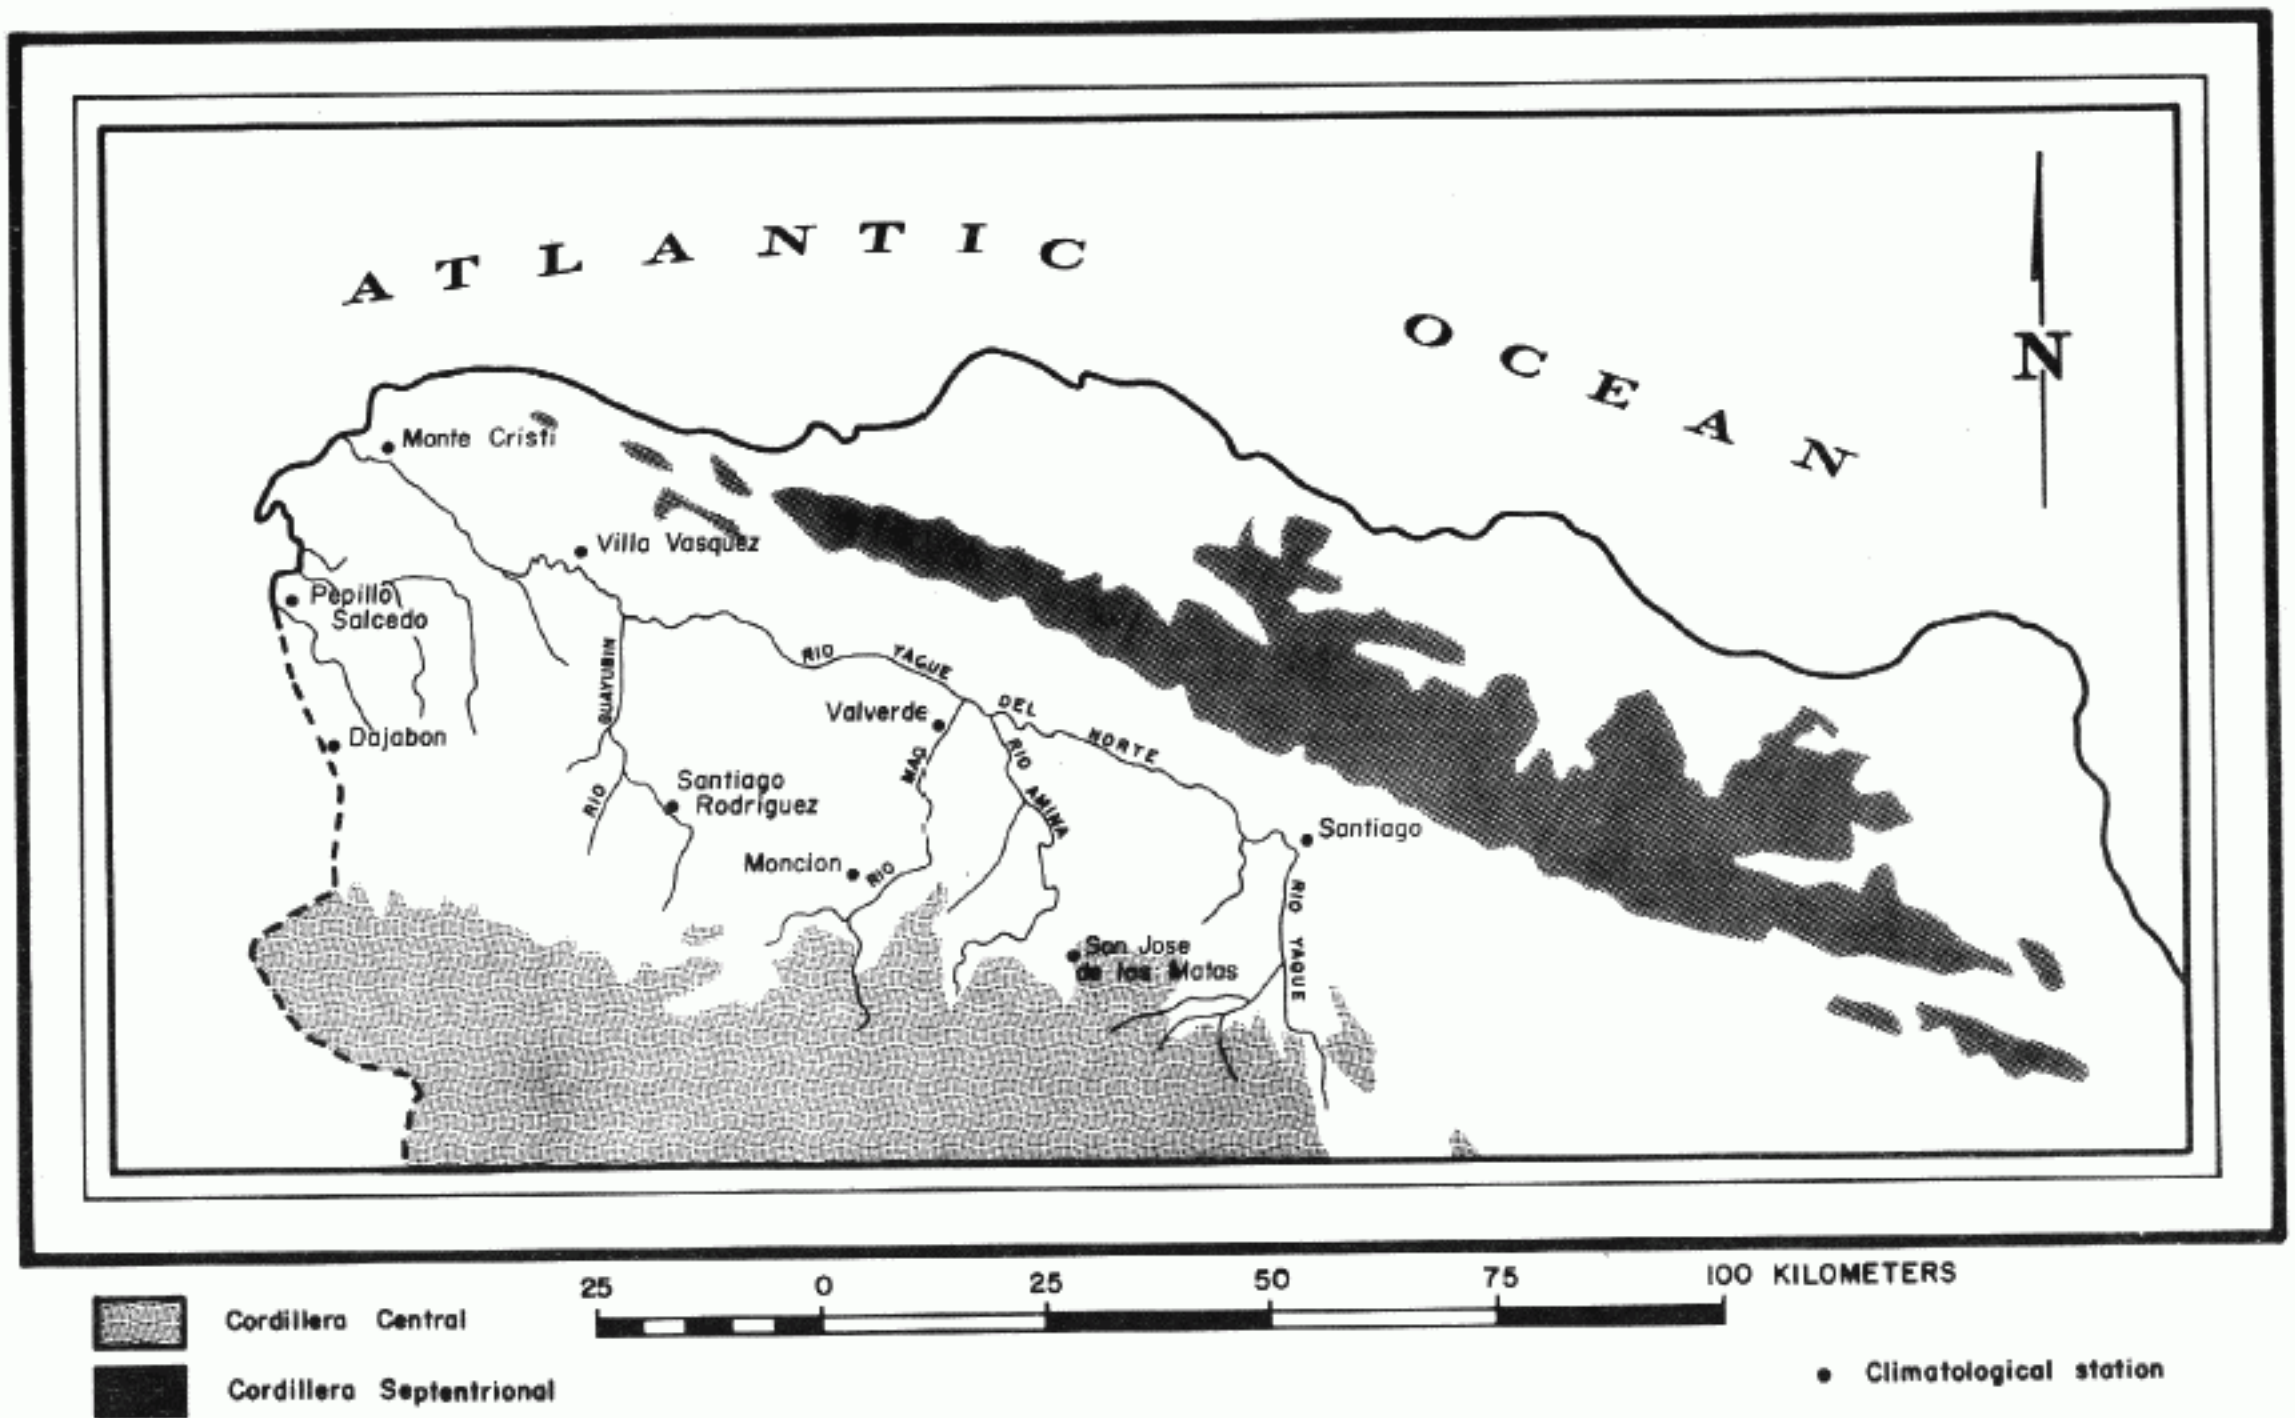 ATLANTIC
OCEAN
N
Monte Cristi
Villa Vasquez
Pepillo
Salcedo
GUAYUBIN
RIO
RIO YAGUE DEL NORTE
Valverde
Dajabon
MAO
RIO
RIO AMINA
Santiago
Rodriguez
Santiago
Moncion
RIO YAQUE
San Jose
de las Matas
25 0 25 50 75 100 KILOMETERS
Cordillera Central
Cordillera Septentrional
Climatological station